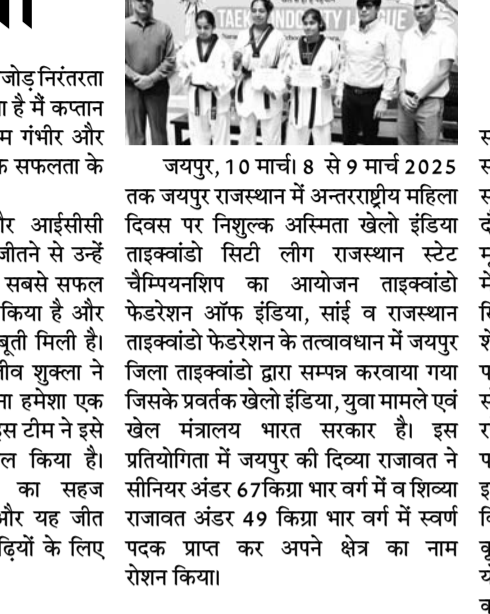 TAEKWONDO CITY LEAGUE
जोड़ निरंतरता
है मैं कप्तान
गंभीर और
सफलता के
आईसीसी
जीतने से उन्हें
सबसे सफल
किया है और
मिली है।
शुक्ला ने
हमेशा एक
टीम ने इसे
किया है।
का सहज
और यह जीत
के लिए
जयपुर, 10 मार्च। 8 से 9 मार्च 2025
तक जयपुर राजस्थान में अन्तरराष्ट्रीय महिला
दिवस पर निशुल्क अस्मिता खेलो इंडिया
ताइक्वांडो सिटी लीग राजस्थान स्टेट
चैम्पियनशिप का आयोजन ताइक्वांडो
फेडरेशन ऑफ इंडिया, सांई व राजस्थान
ताइक्वांडो फेडरेशन के तत्वावधान में जयपुर
जिला ताइक्वांडो द्वारा सम्पन्न करवाया गया
जिसके प्रवर्तक खेलो इंडिया, युवा मामले एवं
खेल मंत्रालय भारत सरकार है। इस
प्रतियोगिता में जयपुर की दिव्या राजावत ने
सीनियर अंडर 67किग्रा भार वर्ग में व शिव्या
राजावत अंडर 49 किग्रा भार वर्ग में स्वर्ण
पदक प्राप्त कर अपने क्षेत्र का नाम
रोशन किया।